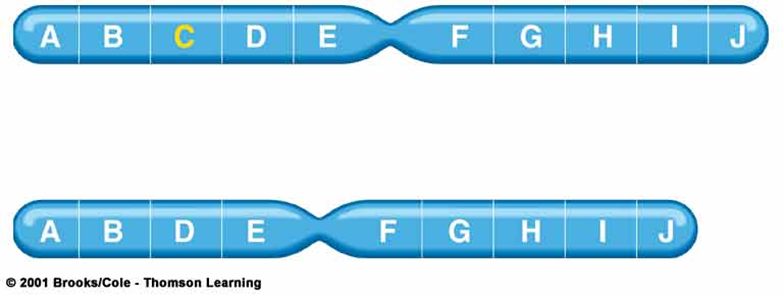 A B C D E F G H I J
A B D E F G H I J
© 2001 Brooks/Cole - Thomson Learning